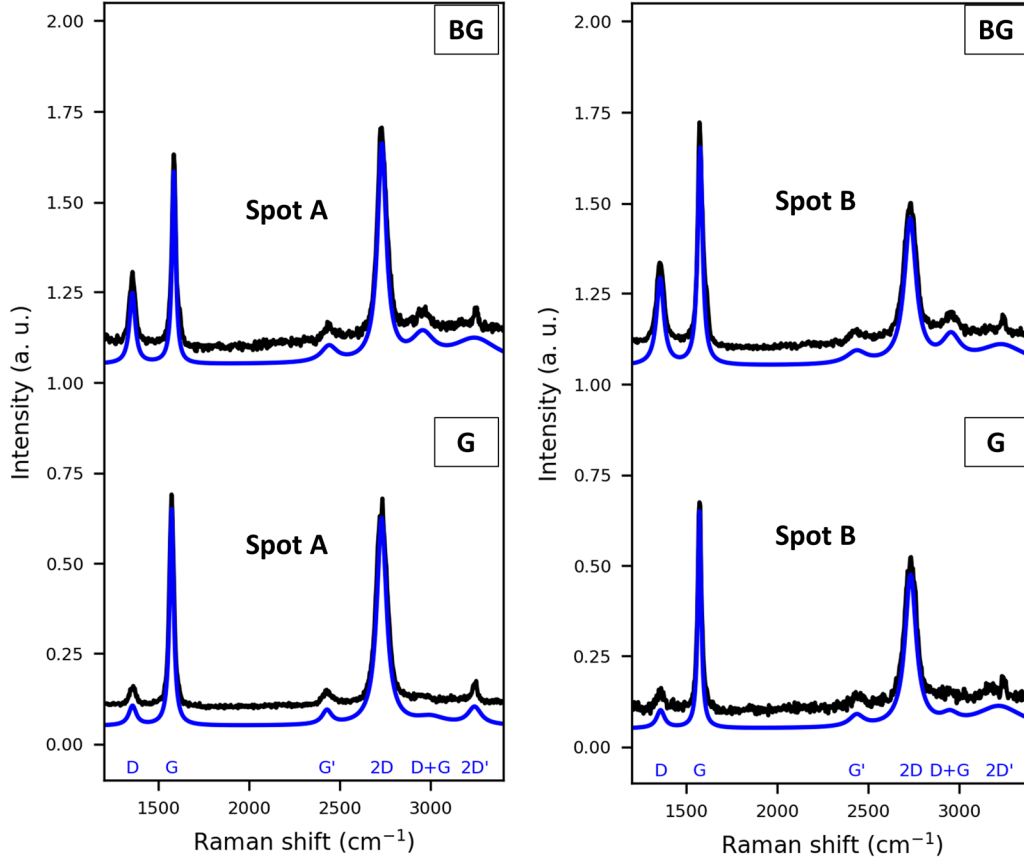 BG
2.00
1.75
Spot A
1.50
1.25
1.00
G
0.75
Spot A
0.50
0.25
0.00
D G G' 2D D+G 2D'
1500 2000 2500 3000
Raman shift (cm⁻¹)
Intensity (a. u.) Intensity (a. u.)
BG
2.00
1.75
Spot B
1.50
1.25
1.00
G
0.75
Spot B
0.50
0.25
0.00
D G G' 2D D+G 2D'
1500 2000 2500 3000
Raman shift (cm⁻¹)
Intensity (a. u.) Intensity (a. u.)